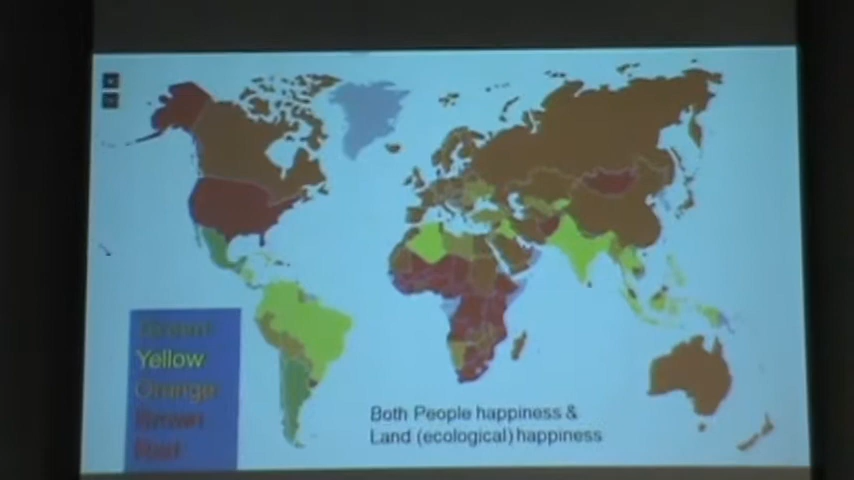 Green
Yellow
Orange
Brown
Red
Both People happiness &
Land (ecological) happiness